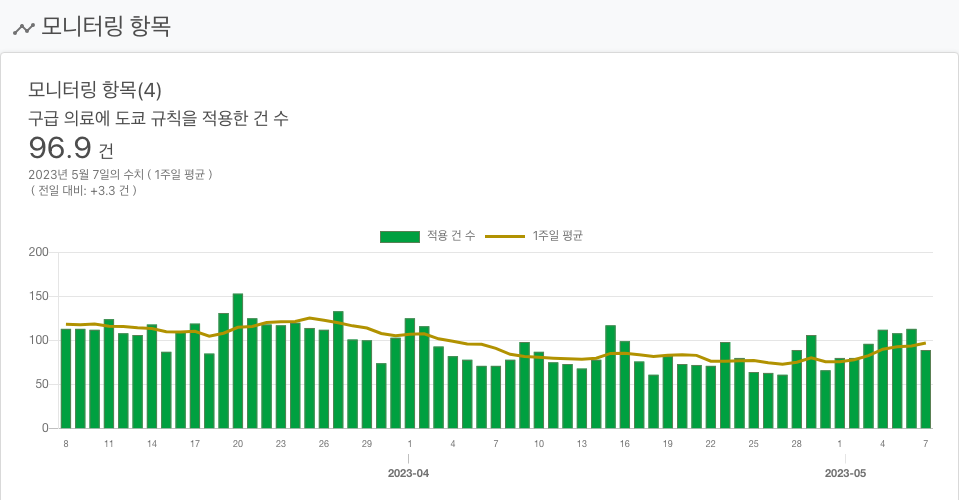 모니터링 항목
모니터링 항목(4)
구급 의료에 도쿄 규칙을 적용한 건 수
96.9 건
2023년 5월 7일의 수치 ( 1주일 평균 )
( 전일 대비: +3.3 건 )
적용 건 수 1주일 평균
200
150
100
50
0
8 11 14 17 20 23 26 29 1 4 7 10 13 16 19 22 25 28 1 4 7
2023-04 2023-05